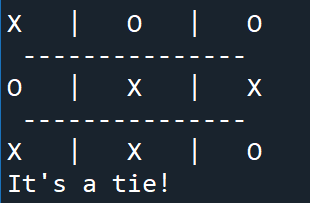 X | O | O
---------------
O | X | X
---------------
X | X | O
It's a tie!